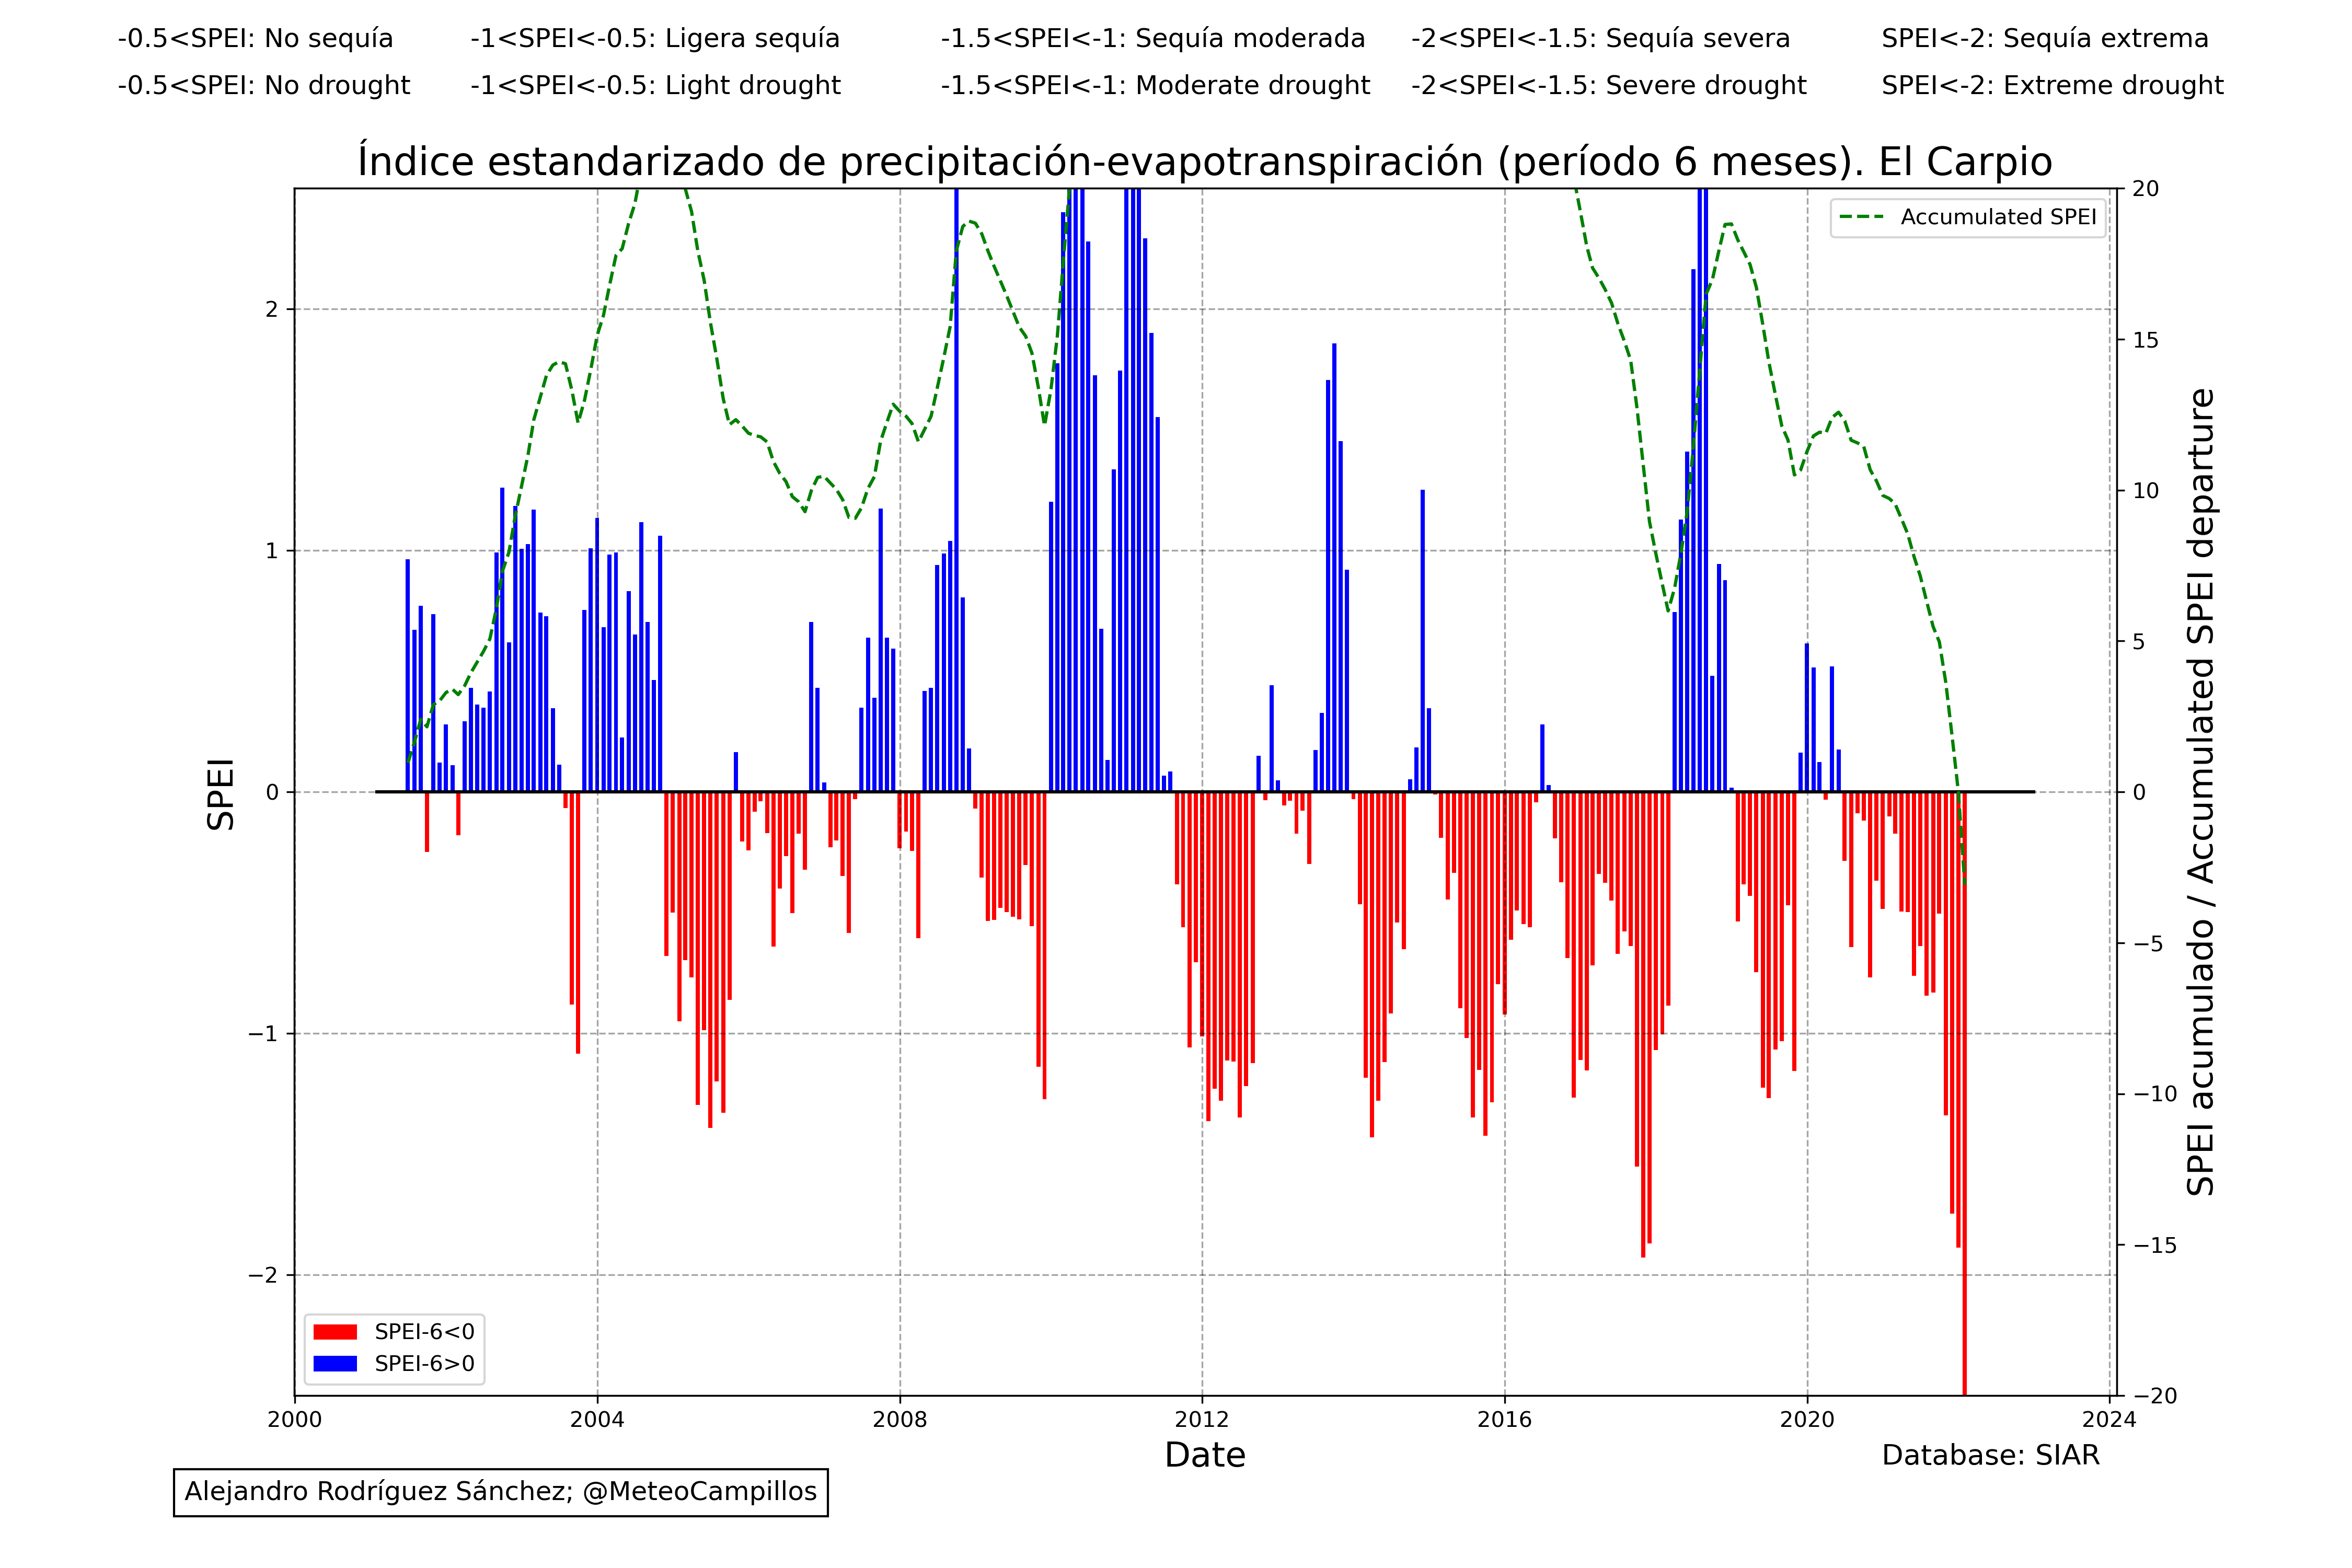 -0.5<SPEI: No sequía -1<SPEI<-0.5: Ligera sequía -1.5<SPEI<-1: Sequía moderada -2<SPEI<-1.5: Sequía severa SPEI<-2: Sequía extrema
-0.5<SPEI: No drought -1<SPEI<-0.5: Light drought -1.5<SPEI<-1: Moderate drought -2<SPEI<-1.5: Severe drought SPEI<-2: Extreme drought
Índice estandarizado de precipitación-evapotranspiración (período 6 meses). El Carpio
Accumulated SPEI
2
1
0
−1
−2
SPEI
20
15
10
5
0
−5
−10
−15
−20
SPEI acumulado / Accumulated SPEI departure
SPEI-6<0
SPEI-6>0
2000 2004 2008 2012 2016 2020 2024
Date
Database: SIAR
Alejandro Rodríguez Sánchez; @MeteoCampillos